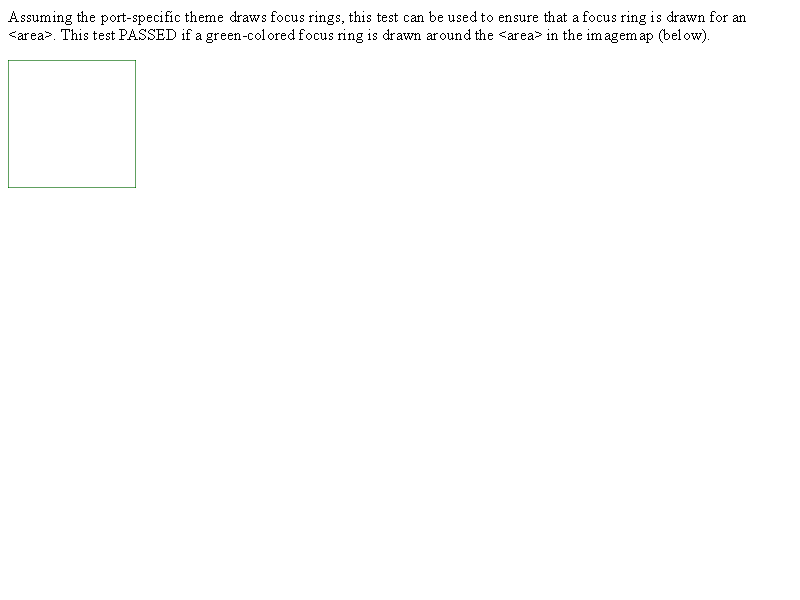 Assuming the port-specific theme draws focus rings, this test can be used to ensure that a focus ring is drawn for an
<area>. This test PASSED if a green-colored focus ring is drawn around the <area> in the imagemap (below).